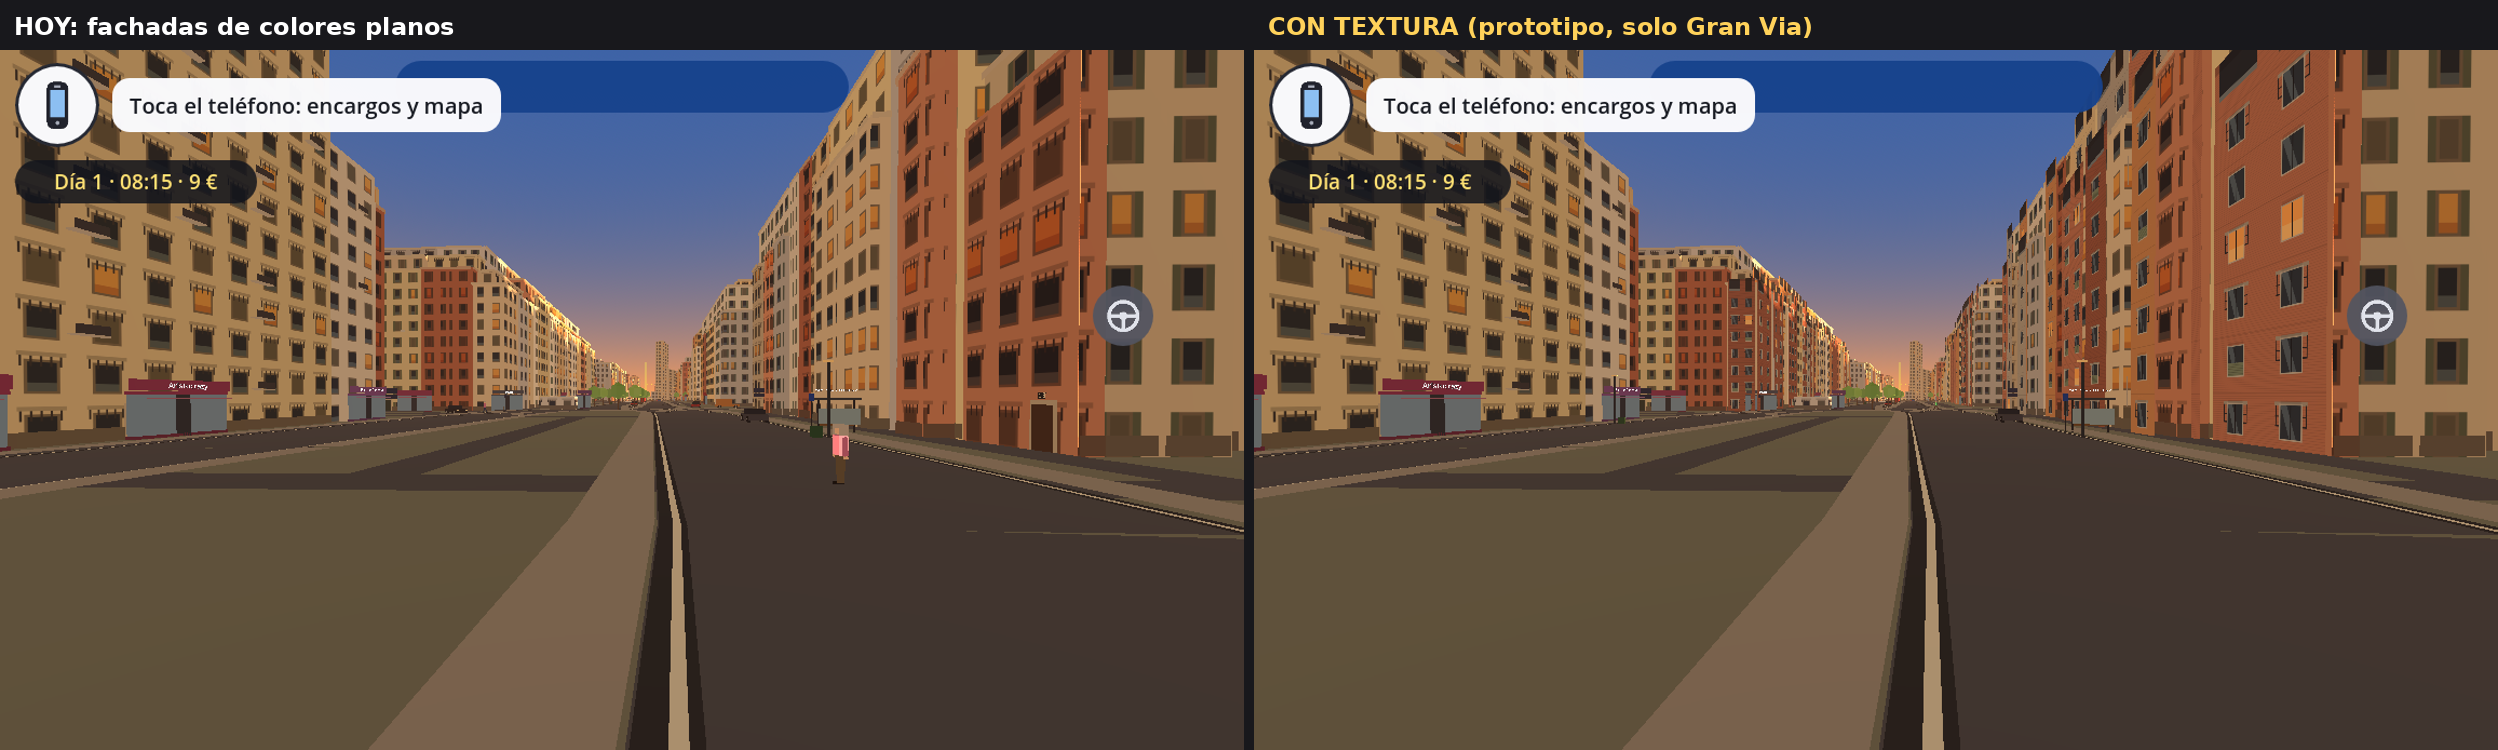 HOY: fachadas de colores planos
Toca el teléfono: encargos y mapa
Día 1 · 08:15 · 9 €
CON TEXTURA (prototipo, solo Gran Via)
Toca el teléfono: encargos y mapa
Día 1 · 08:15 · 9 €